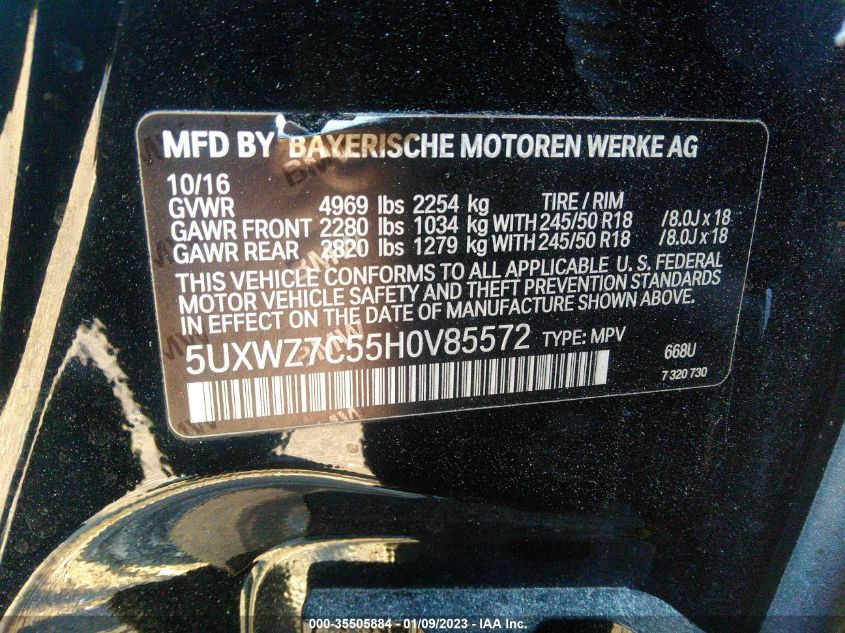 MFD BY BAYERISCHE MOTOREN WERKE AG
10/16 TIRE / RIM
GVWR 4969 lbs 2254 kg
GAWR FRONT 2280 lbs 1034 kg WITH 245/50 R18 /8.0J x 18
GAWR REAR 2820 lbs 1279 kg WITH 245/50 R18 /8.0J x 18
THIS VEHICLE CONFORMS TO ALL APPLICABLE U. S. FEDERAL
MOTOR VEHICLE SAFETY AND THEFT PREVENTION STANDARDS
IN EFFECT ON THE DATE OF MANUFACTURE SHOWN ABOVE.
5UXWZ7C55H0V85572 TYPE: MPV 668U
7 320 730
000-35505884 - 01/09/2023 - IAA Inc.